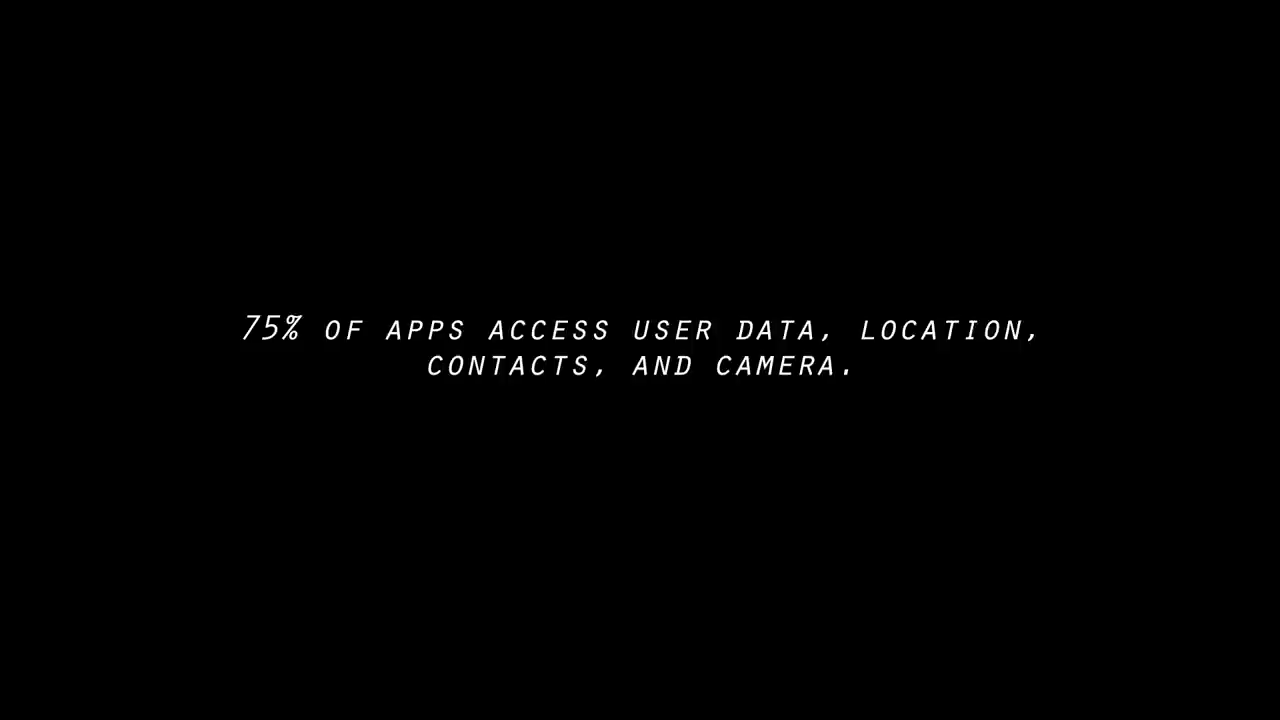 75% OF APPS ACCESS USER DATA, LOCATION,
CONTACTS, AND CAMERA.